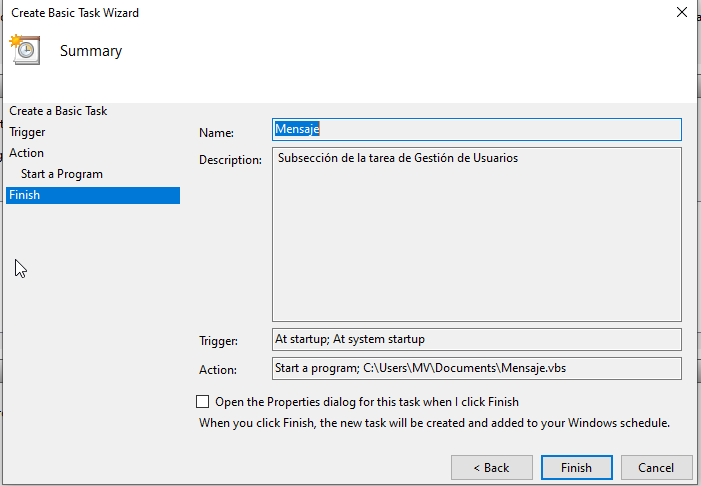 Create Basic Task Wizard
Summary
Create a Basic Task
Trigger
Action
Start a Program
Finish
Name: Mensaje
Description: Subsección de la tarea de Gestión de Usuarios
Trigger: At startup; At system startup
Action: Start a program; C:\Users\MV\Documents\Mensaje.vbs
Open the Properties dialog for this task when I click Finish
When you click Finish, the new task will be created and added to your Windows schedule.
< Back Finish Cancel